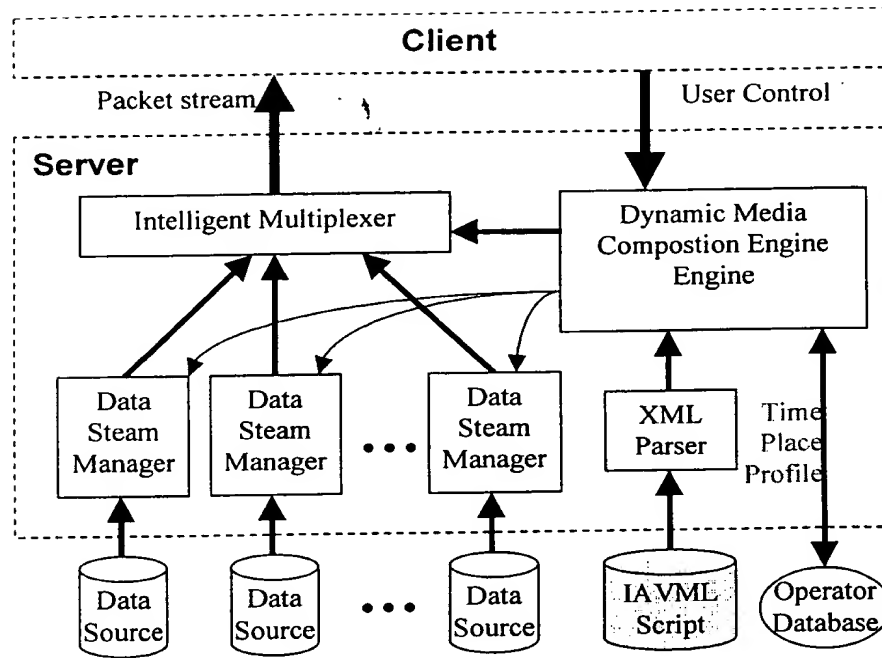 Client
Packet stream
User Control
Server
Intelligent Multiplexer
Dynamic Media
Compostion Engine
Engine
Data
Steam
Manager
Data
Steam
Manager
Data
Steam
Manager
XML
Parser
Time
Place
Profile
Data
Source
Data
Source
Data
Source
IAVML
Script
Operator
Database